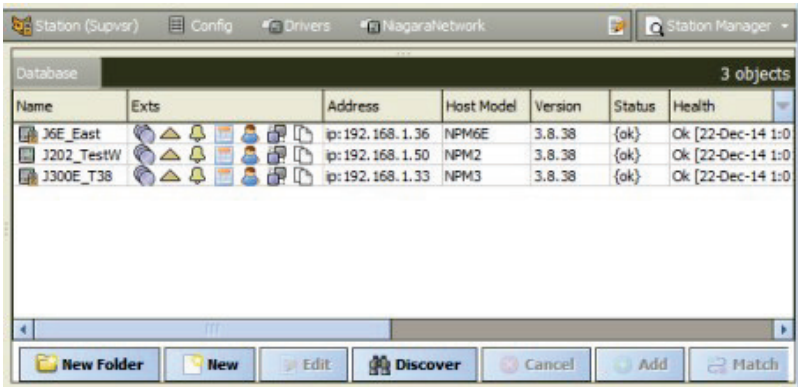 Station (Supvsr) Config Drivers NiagaraNetwork Station Manager
Database 3 objects
Name Exts Address Host Model Version Status Health
J6E_East ip:192.168.1.36 NPM6E 3.8.38 {ok} Ok [22-Dec-14 1:0
J202_TestW ip:192.168.1.50 NPM2 3.8.38 {ok} Ok [22-Dec-14 1:0
J300E_T38 ip:192.168.1.33 NPM3 3.8.38 {ok} Ok [22-Dec-14 1:0
New Folder New Edit Discover Cancel Add Match